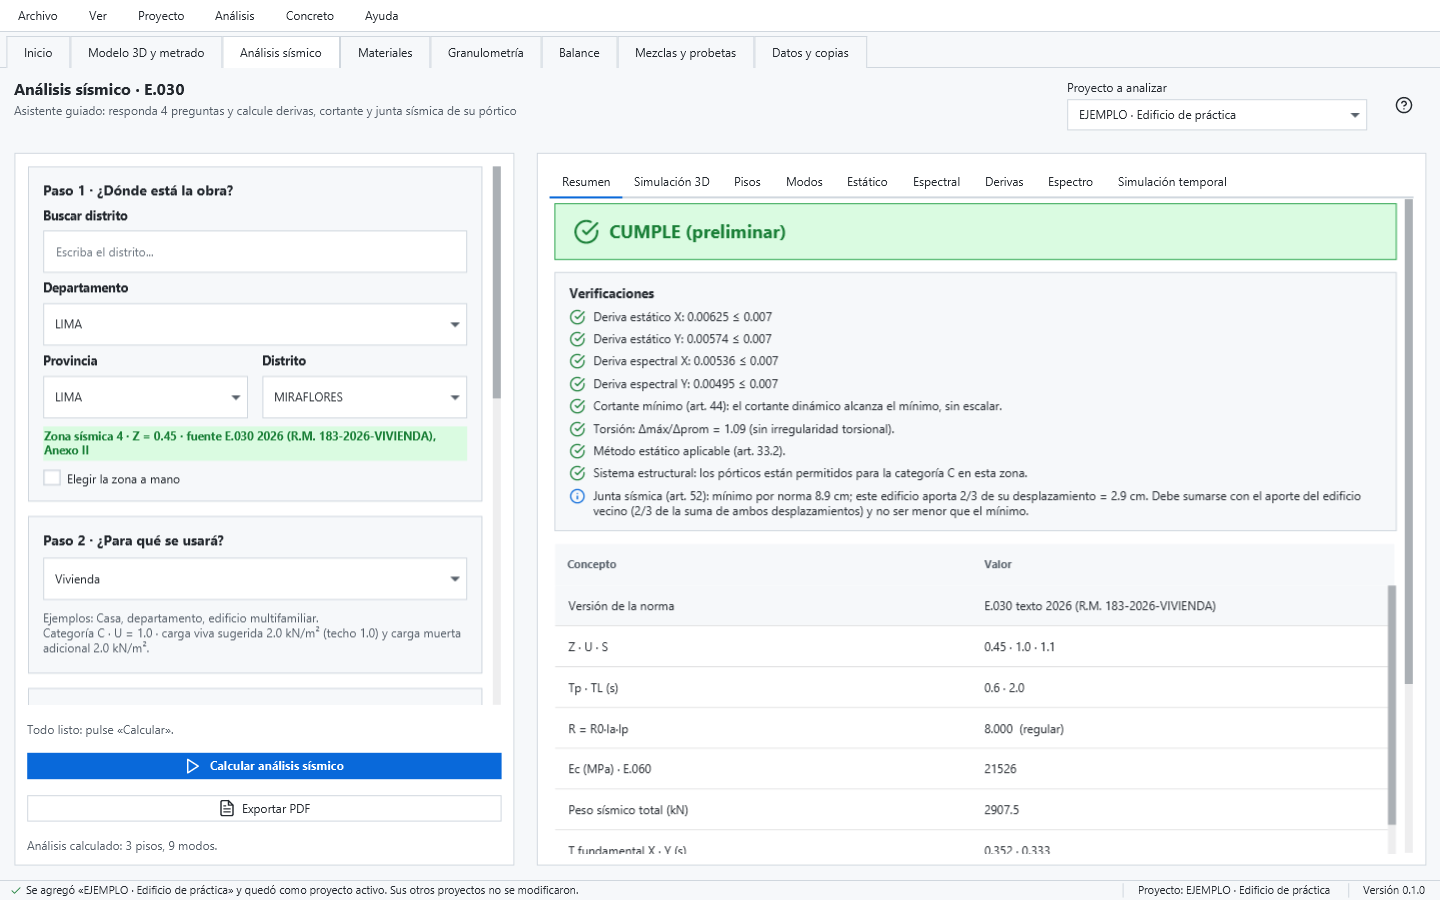 Archivo Ver Proyecto Análisis Concreto Ayuda
Inicio Modelo 3D y metrado Análisis sísmico Materiales Granulometría Balance Mezclas y probetas Datos y copias
Análisis sísmico · E.030
Asistente guiado: responda 4 preguntas y calcule derivas, cortante y junta sísmica de su pórtico
Proyecto a analizar
EJEMPLO · Edificio de práctica
Paso 1 · ¿Dónde está la obra?
Buscar distrito
Escriba el distrito...
Departamento
LIMA
Provincia Distrito
LIMA MIRAFLORES
Zona sísmica 4 · Z = 0.45 · fuente E.030 2026 (R.M. 183-2026-VIVIENDA),
Anexo II
Elegir la zona a mano
Paso 2 · ¿Para qué se usará?
Vivienda
Ejemplos: Casa, departamento, edificio multifamiliar.
Categoría C · U = 1.0 · carga viva sugerida 2.0 kN/m² (techo 1.0) y carga muerta
adicional 2.0 kN/m².
Todo listo: pulse «Calcular».
Calcular análisis sísmico
Exportar PDF
Análisis calculado: 3 pisos, 9 modos.
Resumen Simulación 3D Pisos Modos Estático Espectral Derivas Espectro Simulación temporal
CUMPLE (preliminar)
Verificaciones
Deriva estático X: 0.00625 ≤ 0.007
Deriva estático Y: 0.00574 ≤ 0.007
Deriva espectral X: 0.00536 ≤ 0.007
Deriva espectral Y: 0.00495 ≤ 0.007
Cortante mínimo (art. 44): el cortante dinámico alcanza el mínimo, sin escalar.
Torsión: Δmáx/Δprom = 1.09 (sin irregularidad torsional).
Método estático aplicable (art. 33.2).
Sistema estructural: los pórticos están permitidos para la categoría C en esta zona.
Junta sísmica (art. 52): mínimo por norma 8.9 cm; este edificio aporta 2/3 de su desplazamiento = 2.9 cm. Debe sumarse con el aporte del edificio
vecino (2/3 de la suma de ambos desplazamientos) y no ser menor que el mínimo.
Concepto Valor
Versión de la norma E.030 texto 2026 (R.M. 183-2026-VIVIENDA)
Z · U · S 0.45 · 1.0 · 1.1
Tp · TL (s) 0.6 · 2.0
R = R0·Ia·Ip 8.000 (regular)
Ec (MPa) · E.060 21526
Peso sísmico total (kN) 2907.5
T fundamental X · Y (s) 0.352 · 0.333
Se agregó «EJEMPLO · Edificio de práctica» y quedó como proyecto activo. Sus otros proyectos no se modificaron.
Proyecto: EJEMPLO · Edificio de práctica Versión 0.1.0